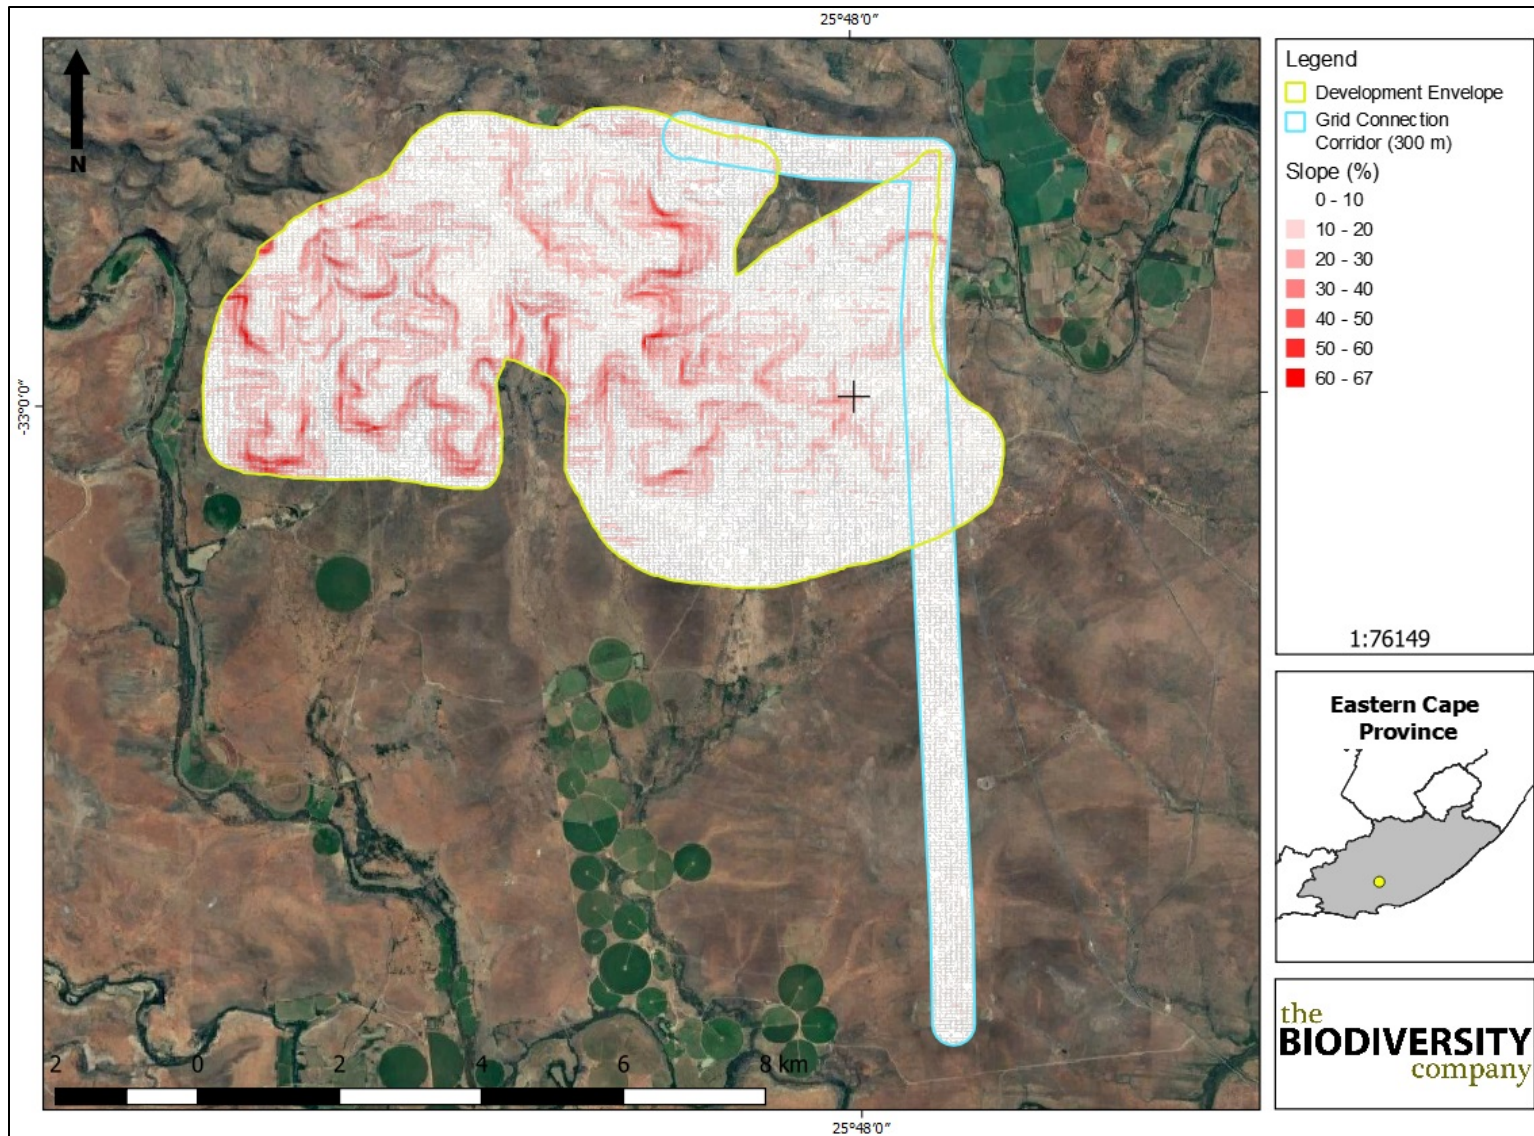 25°48′0″
N
-33°0′0″
2 0 2 4 6 8 km
25°48′0″
Legend
Development Envelope
Grid Connection
Corridor (300 m)
Slope (%)
0 - 10
10 - 20
20 - 30
30 - 40
40 - 50
50 - 60
60 - 67
1:76149
Eastern Cape
Province
the
BIODIVERSITY
company